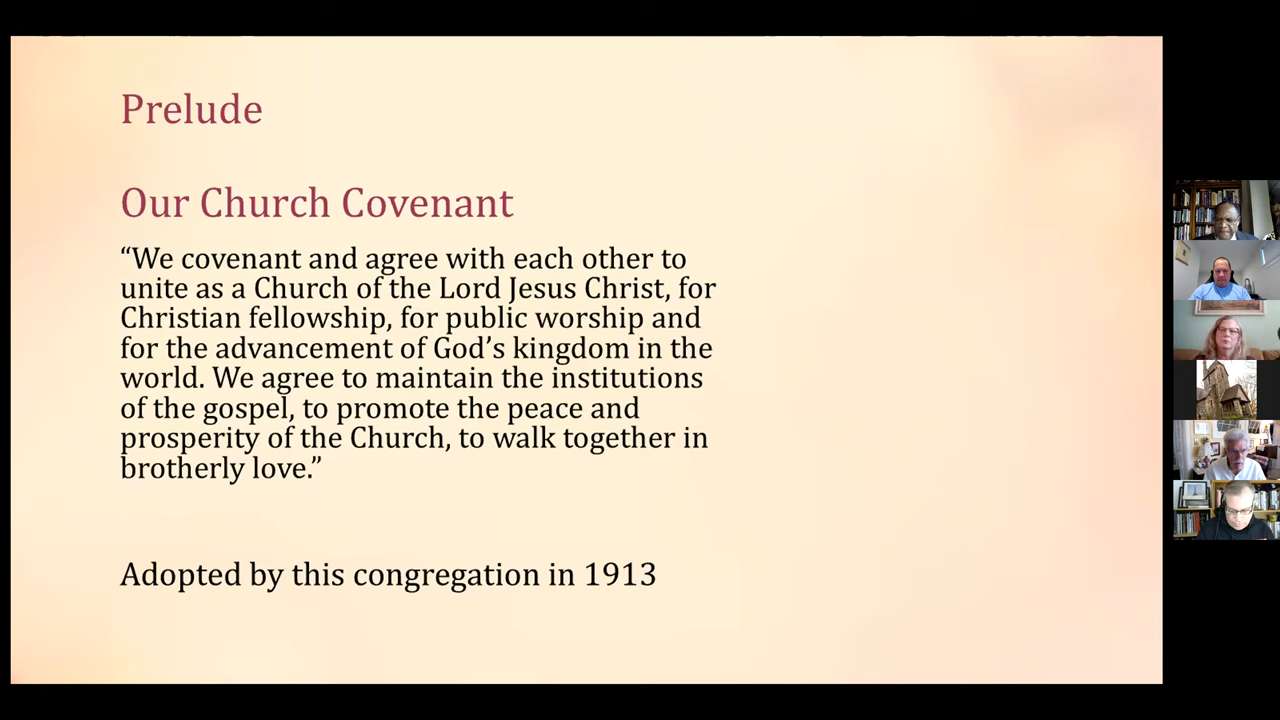 Prelude
Our Church Covenant
“We covenant and agree with each other to
unite as a Church of the Lord Jesus Christ, for
Christian fellowship, for public worship and
for the advancement of God’s kingdom in the
world. We agree to maintain the institutions
of the gospel, to promote the peace and
prosperity of the Church, to walk together in
brotherly love.”
Adopted by this congregation in 1913